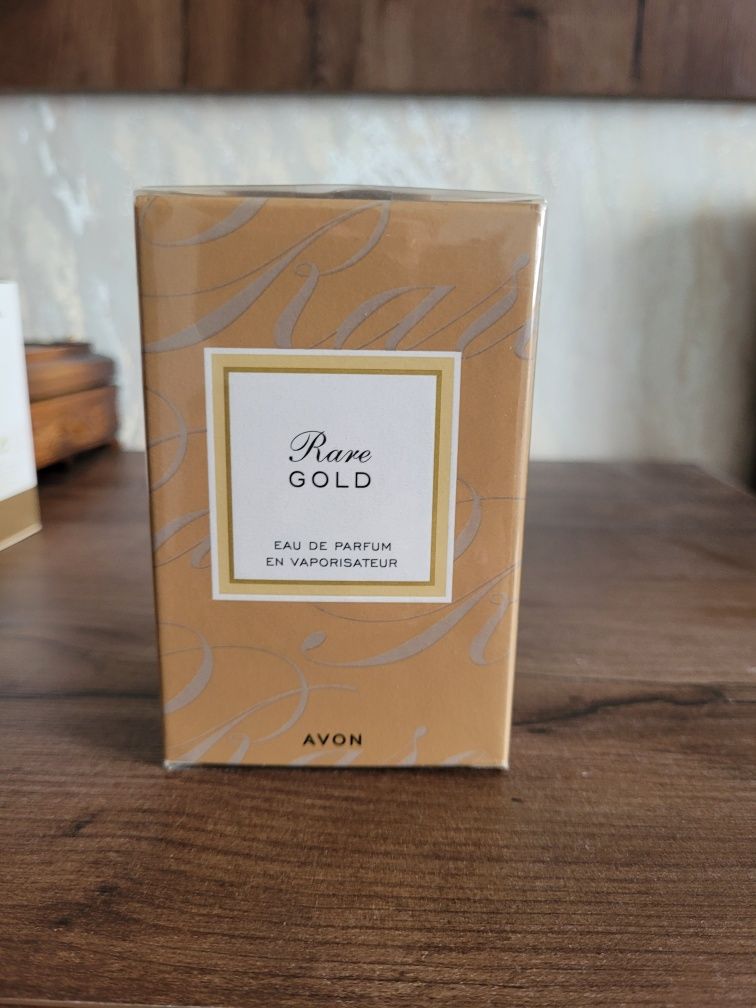 Rare
GOLD
EAU DE PARFUM
EN VAPORISATEUR
AVON